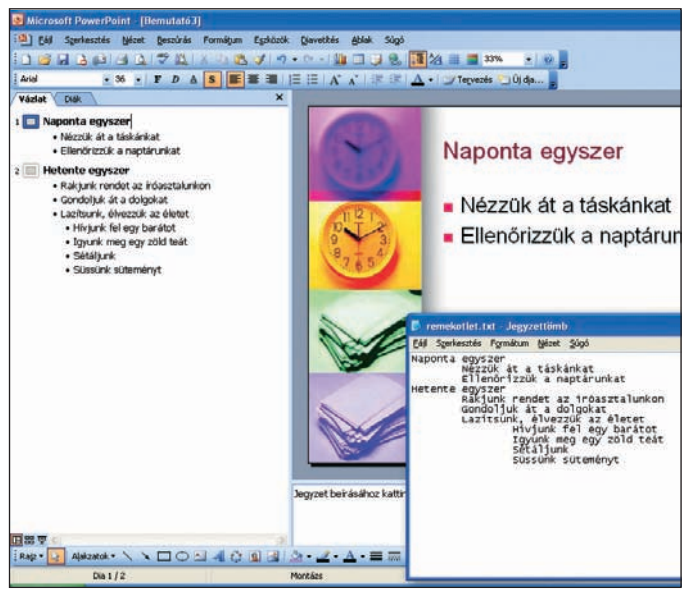 Microsoft PowerPoint - [Bemutató3]
Fájl Szerkesztés Nézet Beszúrás Formátum Eszközök Diavetítés Ablak Súgó
33%
Arial 36 F D A S Tervezés Új dia...
Vázlat Diák
1 Naponta egyszer
• Nézzük át a táskánkat
• Ellenőrizzük a naptárunkat
2 Hetente egyszer
• Rakjunk rendet az íróasztalunkon
• Gondoljuk át a dolgokat
• Lazítsunk, élvezzük az életet
• Hívjunk fel egy barátot
• Igyunk meg egy zöld teát
• Sétáljunk
• Süssünk süteményt
Naponta egyszer
Nézzük át a táskánkat
Ellenőrizzük a naptárun
remekotlet.txt - Jegyzettömb
Fájl Szerkesztés Formátum Nézet Súgó
Naponta egyszer
Nézzük át a táskánkat
Ellenőrizzük a naptárunkat
Hetente egyszer
Rakjunk rendet az íróasztalunkon
Gondoljuk át a dolgokat
Lazítsunk, élvezzük az életet
Hívjunk fel egy barátot
Igyunk meg egy zöld teát
Sétáljunk
Süssünk süteményt
Jegyzet beírásához kattin
Rajz Alakzatok
Dia 1 / 2 Montázs